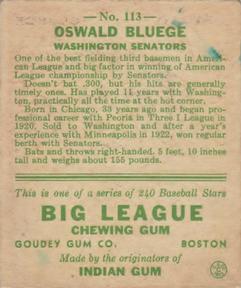 No. 113
OSWALD BLUEGE
WASHINGTON SENATORS
One of the best fielding third basemen in Ameri-
can League and big factor in winning of American
League championship by Senators.
Doesn't bat .300, but his hits are generally
timely ones. Has played 11 years with Washing-
ton, practically all the time at the hot corner.
Born in Chicago, 33 years ago and began pro-
fessional career with Peoria in Three I League in
1920. Sold to Washington and after a year's
experience with Minneapolis in 1922, won regular
berth with Senators.
Bats and throws right-handed. 5 feet, 10 inches
tall and weighs about 155 pounds.
This is one of a series of 240 Baseball Stars
BIG LEAGUE
CHEWING GUM
GOUDEY GUM CO. BOSTON
Made by the originators of
INDIAN GUM